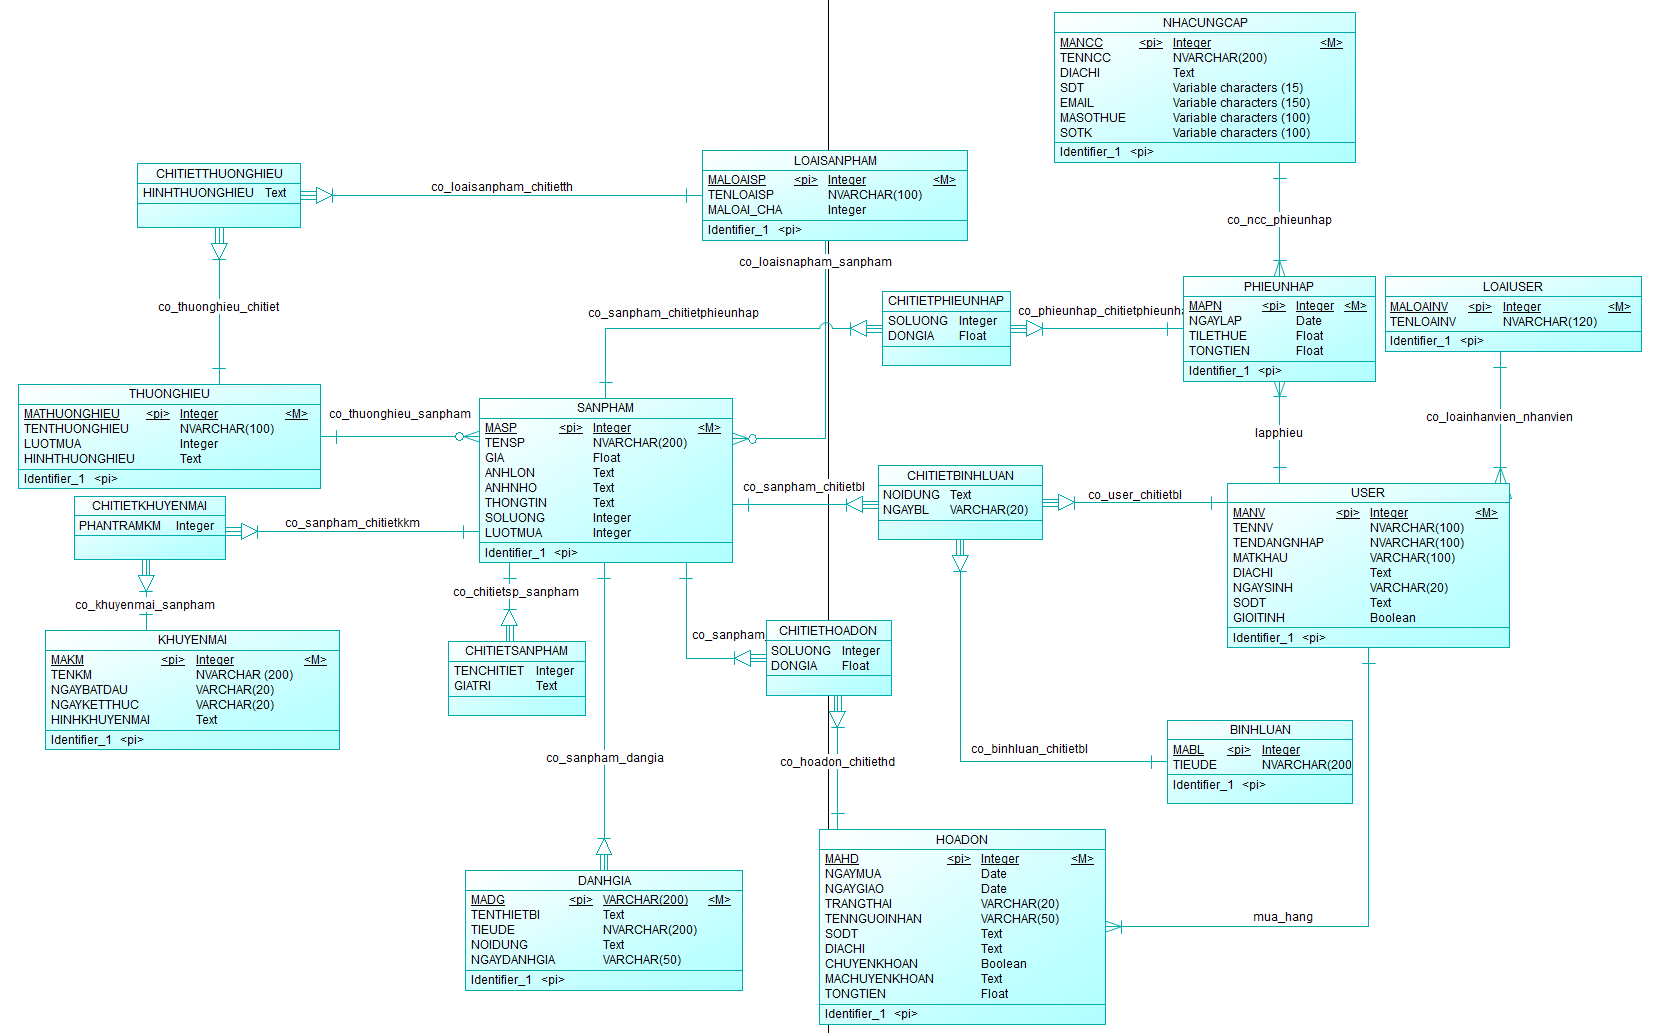 NHACUNGCAP
MANCC <pi> Integer <M>
TENNCC NVARCHAR(200)
DIACHI Text
SDT Variable characters (15)
EMAIL Variable characters (150)
MASOTHUE Variable characters (100)
SOTK Variable characters (100)
Identifier_1 <pi>
CHITIETTHUONGHIEU
HINHTHUONGHIEU Text
co_loaisanpham_chitietth
LOAISANPHAM
MALOAISP <pi> Integer <M>
TENLOAISP NVARCHAR(100)
MALOAI_CHA Integer
Identifier_1 <pi>
co_ncc_phieunhap
co_loaisnapham_sanpham
co_thuonghieu_chitiet
co_sanpham_chitietphieunhap
CHITIETPHIEUNHAP
SOLUONG Integer
DONGIA Float
co_phieunhap_chitietphieunha
PHIEUNHAP
MAPN <pi> Integer <M>
NGAYLAP Date
TILETHUE Float
TONGTIEN Float
Identifier_1 <pi>
LOAIUSER
MALOAINV <pi> Integer <M>
TENLOAINV NVARCHAR(120)
Identifier_1 <pi>
THUONGHIEU
MATHUONGHIEU <pi> Integer <M>
TENTHUONGHIEU NVARCHAR(100)
LUOTMUA Integer
HINHTHUONGHIEU Text
Identifier_1 <pi>
co_thuonghieu_sanpham
SANPHAM
MASP <pi> Integer <M>
TENSP NVARCHAR(200)
GIA Float
ANHLON Text
ANHNHO Text
THONGTIN Text
SOLUONG Integer
LUOTMUA Integer
Identifier_1 <pi>
co_loainhanvien_nhanvien
lapphieu
co_sanpham_chitietbl
CHITIETBINHLUAN
NOIDUNG Text
NGAYBL VARCHAR(20)
co_user_chitietbl
USER
MANV <pi> Integer <M>
TENNV NVARCHAR(100)
TENDANGNHAP NVARCHAR(100)
MATKHAU VARCHAR(100)
DIACHI Text
NGAYSINH VARCHAR(20)
SODT Text
GIOITINH Boolean
Identifier_1 <pi>
CHITIETKHUYENMAI
PHANTRAMKM Integer
co_sanpham_chitietkkm
co_khuyenmai_sanpham
co_chitietsp_sanpham
KHUYENMAI
MAKM <pi> Integer <M>
TENKM NVARCHAR (200)
NGAYBATDAU VARCHAR(20)
NGAYKETTHUC VARCHAR(20)
HINHKHUYENMAI Text
Identifier_1 <pi>
CHITIETSANPHAM
TENCHITIET Integer
GIATRI Text
co_sanpham
CHITIETHOADON
SOLUONG Integer
DONGIA Float
BINHLUAN
MABL <pi> Integer
TIEUDE NVARCHAR(200
Identifier_1 <pi>
co_binhluan_chitietbl
co_sanpham_dangia
co_hoadon_chitiethd
DANHGIA
MADG <pi> VARCHAR(200) <M>
TENTHIETBI Text
TIEUDE NVARCHAR(200)
NOIDUNG Text
NGAYDANHGIA VARCHAR(50)
Identifier_1 <pi>
HOADON
MAHD <pi> Integer <M>
NGAYMUA Date
NGAYGIAO Date
TRANGTHAI VARCHAR(20)
TENNGUOINHAN VARCHAR(50)
SODT Text
DIACHI Text
CHUYENKHOAN Boolean
MACHUYENKHOAN Text
TONGTIEN Float
Identifier_1 <pi>
mua_hang